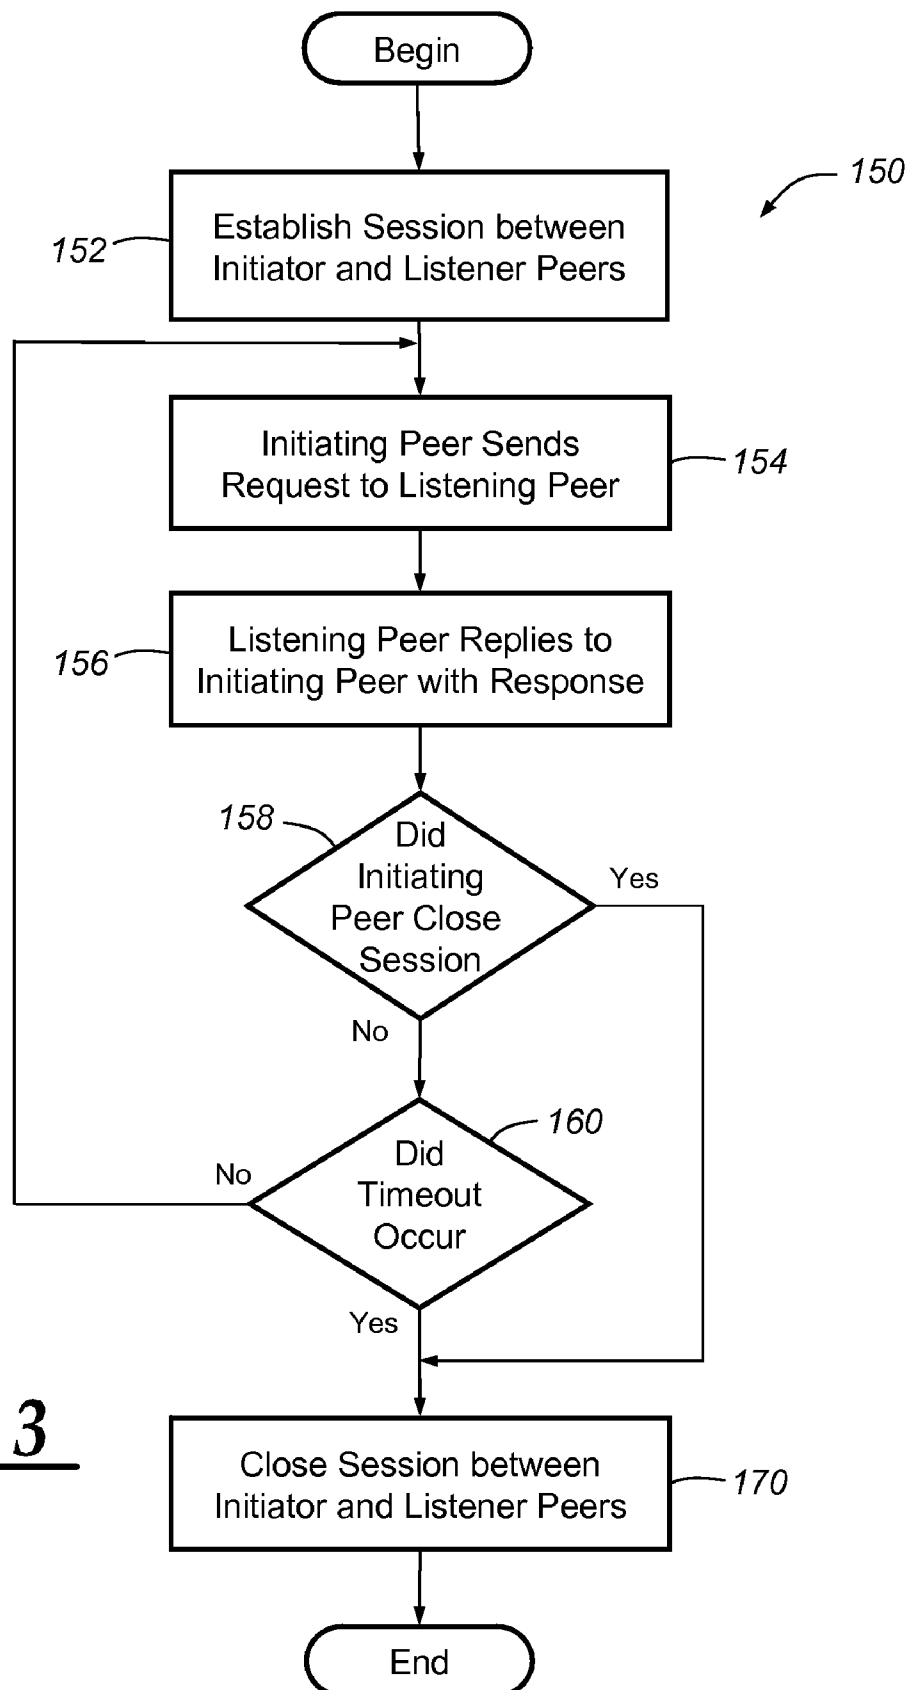 Begin
150
152
Establish Session between
Initiator and Listener Peers
Initiating Peer Sends
Request to Listening Peer
154
156
Listening Peer Replies to
Initiating Peer with Response
158
Did
Initiating
Peer Close
Session
Yes
No
160
Did
Timeout
Occur
No
Yes
3
Close Session between
Initiator and Listener Peers
170
End